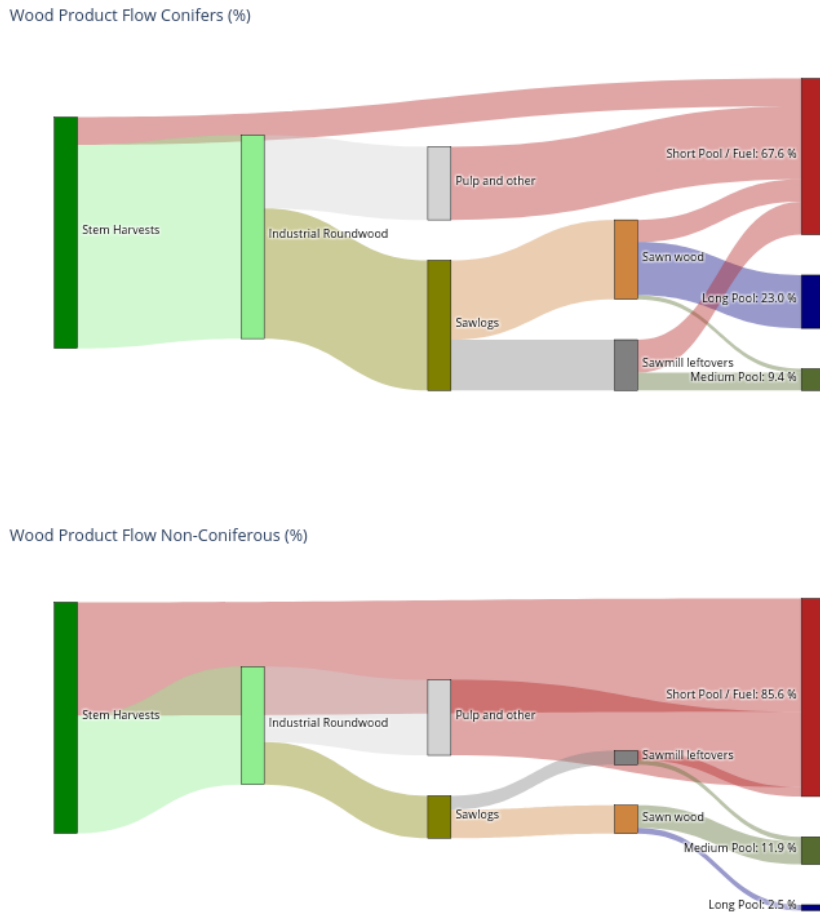 Wood Product Flow Conifers (%)
Short Pool / Fuel: 67.6 %
Pulp and other
Stem Harvests
Industrial Roundwood
Sawn wood
Long Pool: 23.0 %
Sawlogs
Sawmill leftovers
Medium Pool: 9.4 %
Wood Product Flow Non-Coniferous (%)
Short Pool / Fuel: 85.6 %
Stem Harvests
Pulp and other
Industrial Roundwood
Sawmill leftovers
Sawlogs
Sawn wood
Medium Pool: 11.9 %
Long Pool: 2.5 %